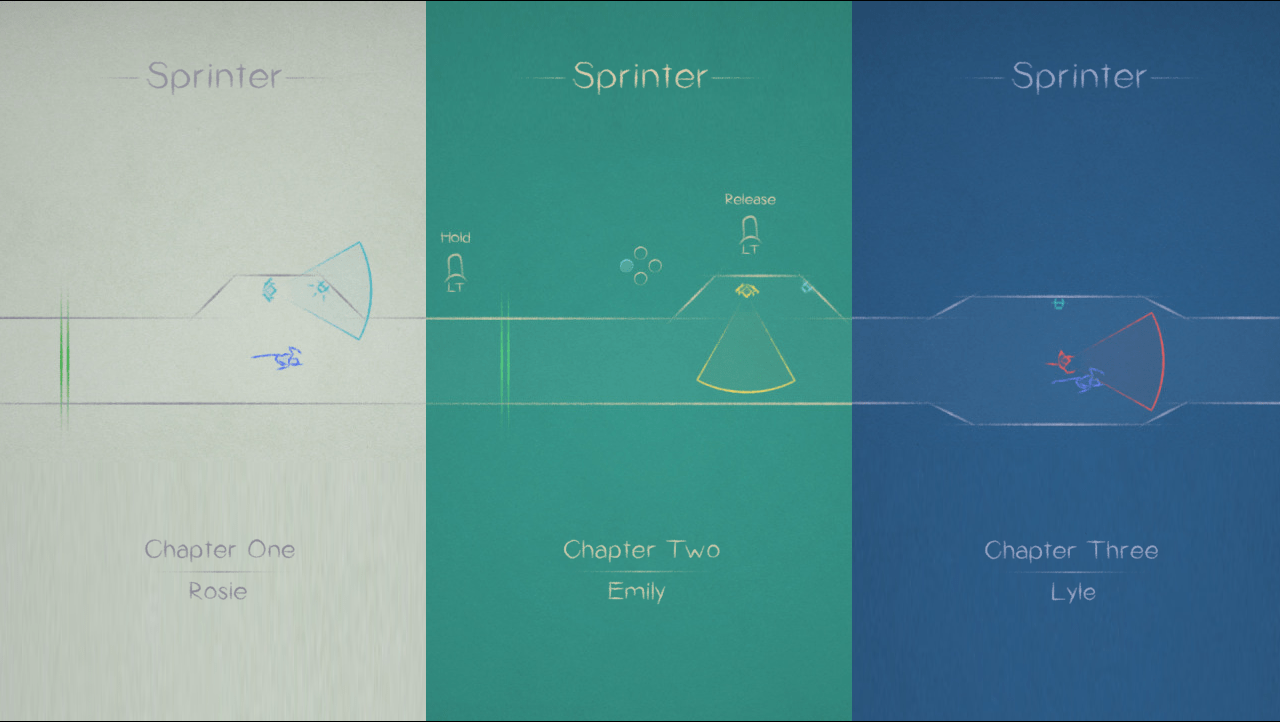 Sprinter
Chapter One
Rosie
Sprinter
Release
LT
Hold
LT
Chapter Two
Emily
Sprinter
Chapter Three
Lyle